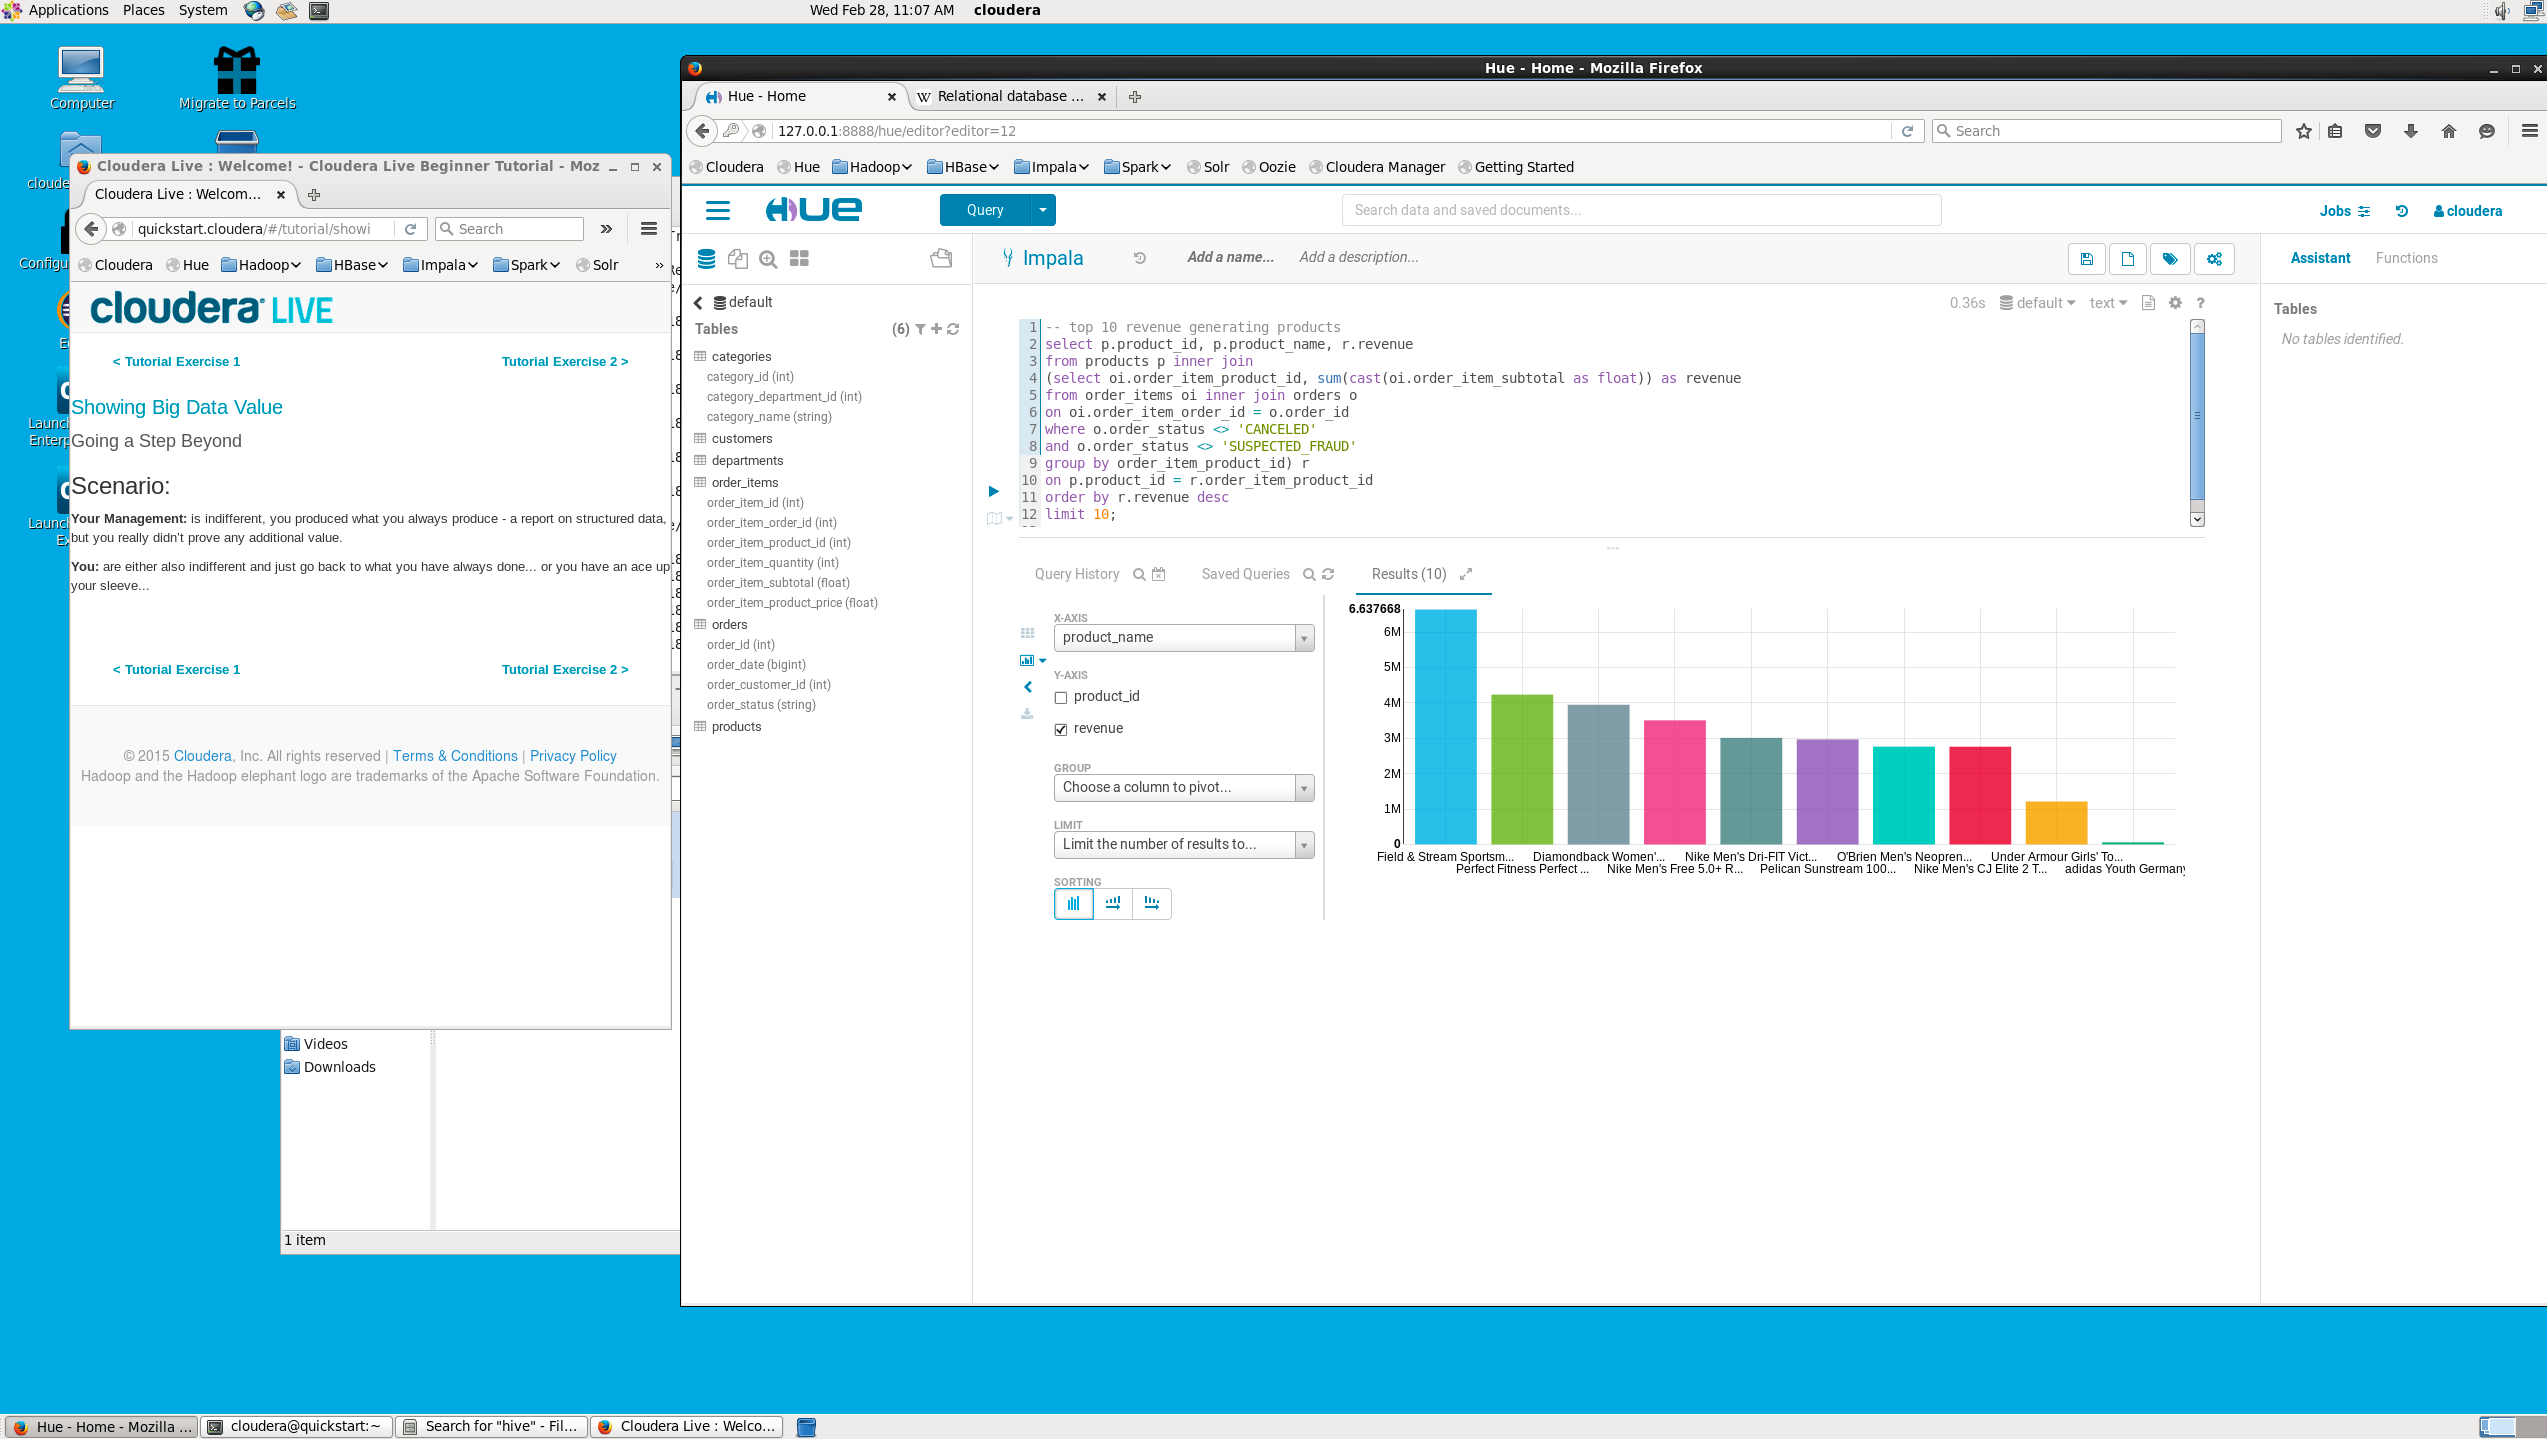 Applications Places System
Wed Feb 28, 11:07 AM cloudera
Computer
Migrate to Parcels
Hue - Home - Mozilla Firefox
Hue - Home
Relational database ...
127.0.0.1:8888/hue/editor?editor=12
Search
Cloudera Hue Hadoop HBase Impala Spark Solr Oozie Cloudera Manager Getting Started
HUE
Query
Search data and saved documents...
Jobs
cloudera
Impala
Add a name...
Add a description...
Assistant
Functions
Tables
No tables identified.
default
Tables
(6)
categories
category_id (int)
category_department_id (int)
category_name (string)
customers
departments
order_items
order_item_id (int)
order_item_order_id (int)
order_item_product_id (int)
order_item_quantity (int)
order_item_subtotal (float)
order_item_product_price (float)
orders
order_id (int)
order_date (bigint)
order_customer_id (int)
order_status (string)
products
0.36s
default
text
?
1 -- top 10 revenue generating products
2 select p.product_id, p.product_name, r.revenue
3 from products p inner join
4 (select oi.order_item_product_id, sum(cast(oi.order_item_subtotal as float)) as revenue
5 from order_items oi inner join orders o
6 on oi.order_item_order_id = o.order_id
7 where o.order_status <> 'CANCELED'
8 and o.order_status <> 'SUSPECTED_FRAUD'
9 group by order_item_product_id) r
10 on p.product_id = r.order_item_product_id
11 order by r.revenue desc
12 limit 10;
Query History
Saved Queries
Results (10)
X-AXIS
product_name
Y-AXIS
product_id
revenue
GROUP
Choose a column to pivot...
LIMIT
Limit the number of results to...
SORTING
6.637668
6M
5M
4M
3M
2M
1M
0
Field & Stream Sportsm...
Perfect Fitness Perfect ...
Diamondback Women'...
Nike Men's Free 5.0+ R...
Nike Men's Dri-FIT Vict...
Pelican Sunstream 100...
O'Brien Men's Neopren...
Nike Men's CJ Elite 2 T...
Under Armour Girls' To...
adidas Youth Germany
Cloudera Live : Welcome! - Cloudera Live Beginner Tutorial - Moz
Cloudera Live : Welcom...
quickstart.cloudera/#/tutorial/showi
Search
»
Cloudera Hue Hadoop HBase Impala Spark Solr »
cloudera LIVE
< Tutorial Exercise 1
Tutorial Exercise 2 >
Showing Big Data Value
Going a Step Beyond
Scenario:
Your Management: is indifferent, you produced what you always produce - a report on structured data,
but you really didn't prove any additional value.
You: are either also indifferent and just go back to what you have always done... or you have an ace up
your sleeve...
< Tutorial Exercise 1
Tutorial Exercise 2 >
© 2015 Cloudera, Inc. All rights reserved | Terms & Conditions | Privacy Policy
Hadoop and the Hadoop elephant logo are trademarks of the Apache Software Foundation.
Videos
Downloads
1 item
Hue - Home - Mozilla ...
cloudera@quickstart:~
Search for "hive" - Fil...
Cloudera Live : Welco...